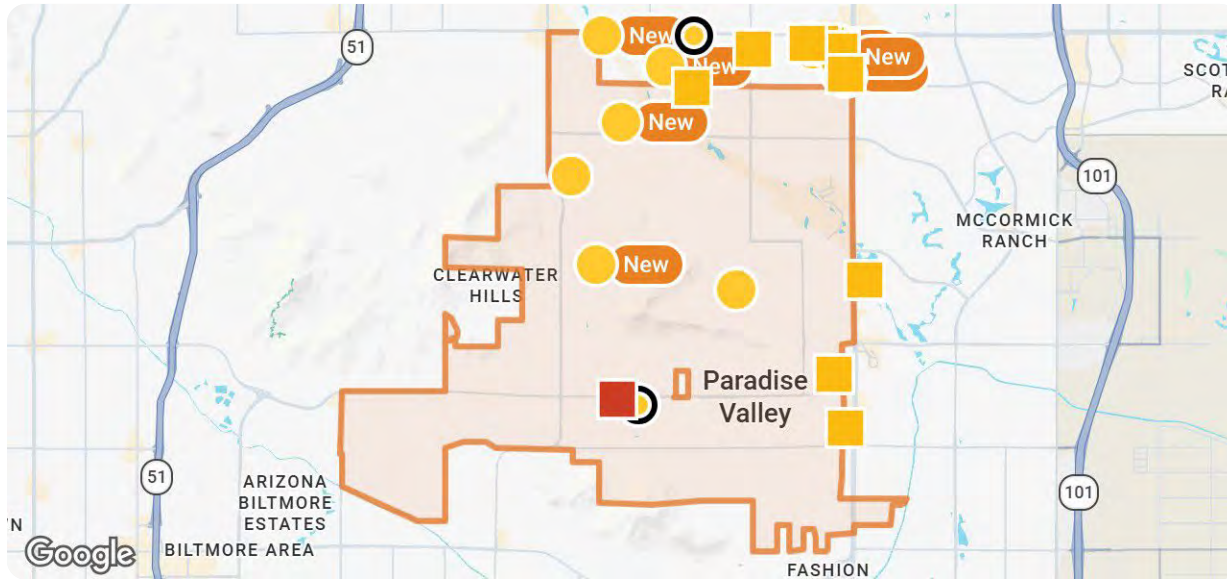 51
New
New
New
SCOT
RA
New
101
MCCORMICK
RANCH
New
CLEARWATER
HILLS
Paradise
Valley
51
101
ARIZONA
BILTMORE
ESTATES
N
BILTMORE AREA
Google
FASHION